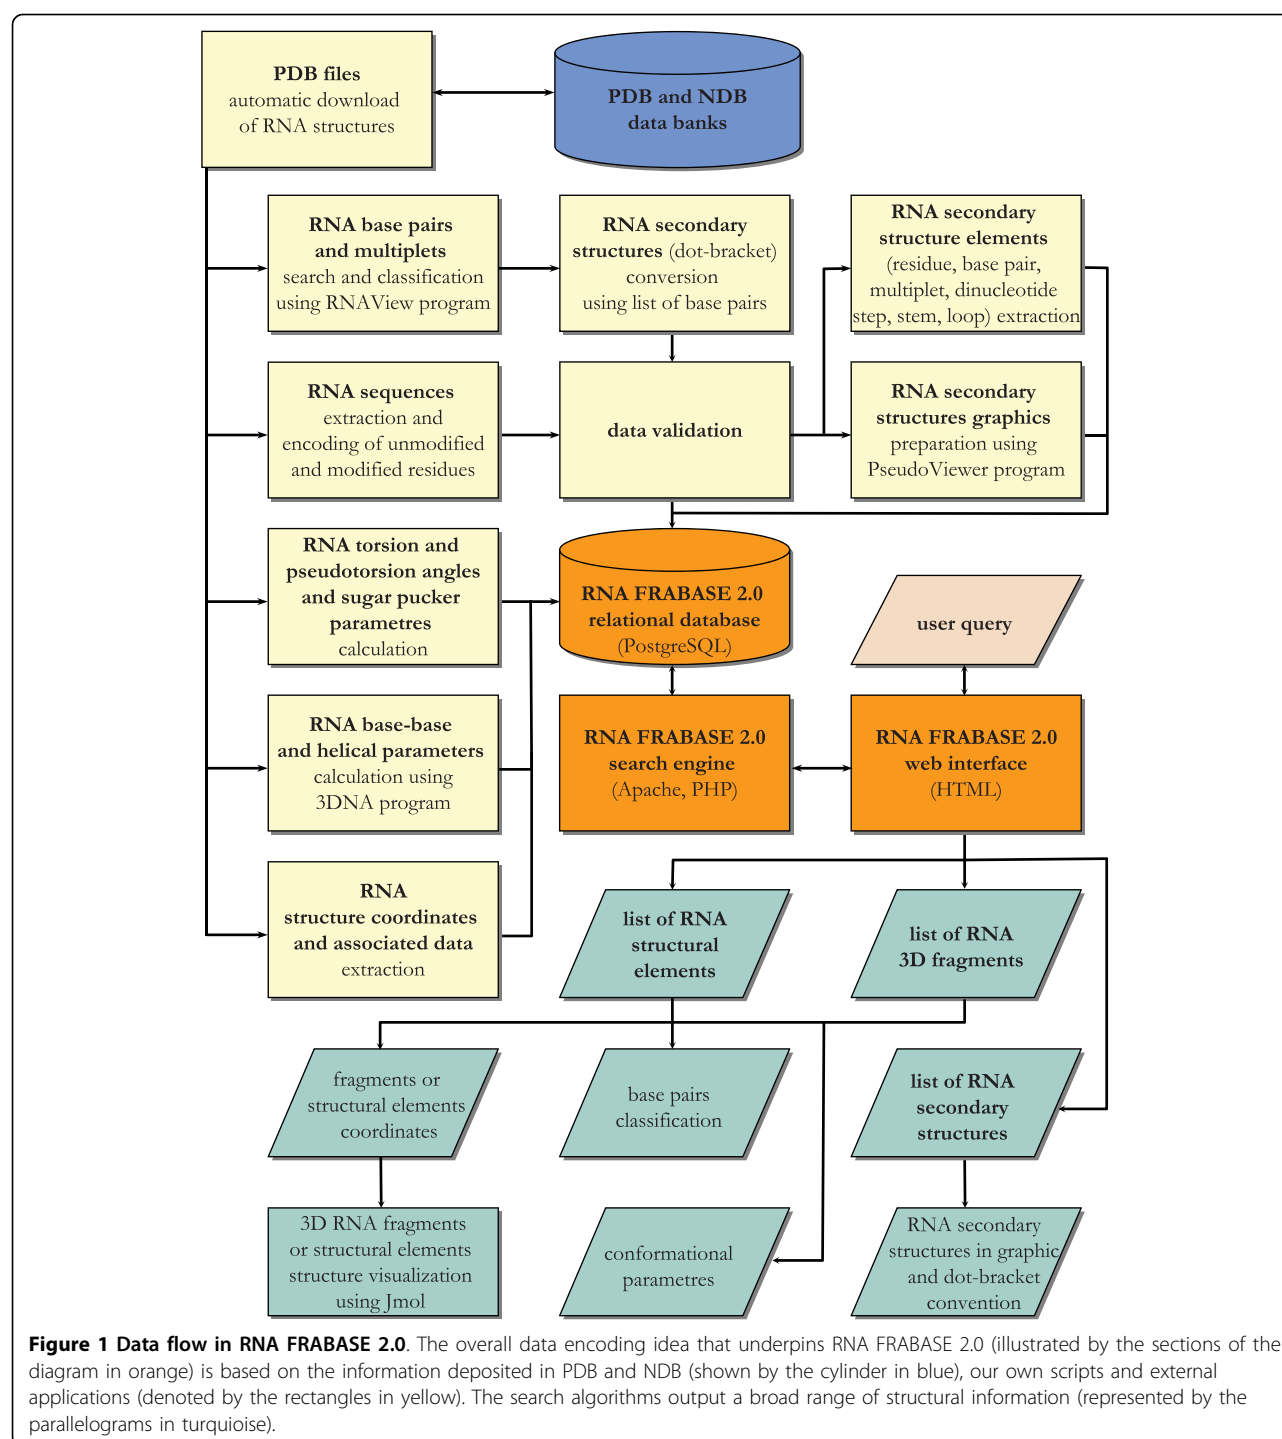 PDB files
automatic download
of RNA structures
PDB and NDB
data banks
RNA base pairs
and multiplets
search and classification
using RNAView program
RNA secondary
structures (dot-bracket)
conversion
using list of base pairs
RNA secondary
structure elements
(residue, base pair,
multiplet, dinucleotide
step, stem, loop) extraction
RNA sequences
extraction and
encoding of unmodified
and modified residues
data validation
RNA secondary
structures graphics
preparation using
PseudoViewer program
RNA torsion and
pseudotorsion angles
and sugar pucker
parametres
calculation
RNA FRABASE 2.0
relational database
(PostgreSQL)
user query
RNA base-base
and helical parameters
calculation using
3DNA program
RNA FRABASE 2.0
search engine
(Apache, PHP)
RNA FRABASE 2.0
web interface
(HTML)
RNA
structure coordinates
and associated data
extraction
list of RNA
structural
elements
list of RNA
3D fragments
fragments or
structural elements
coordinates
base pairs
classification
list of RNA
secondary
structures
3D RNA fragments
or structural elements
structure visualization
using Jmol
conformational
parametres
RNA secondary
structures in graphic
and dot-bracket
convention
Figure 1 Data flow in RNA FRABASE 2.0. The overall data encoding idea that underpins RNA FRABASE 2.0 (illustrated by the sections of the
diagram in orange) is based on the information deposited in PDB and NDB (shown by the cylinder in blue), our own scripts and external
applications (denoted by the rectangles in yellow). The search algorithms output a broad range of structural information (represented by the
parallelograms in turquioise).